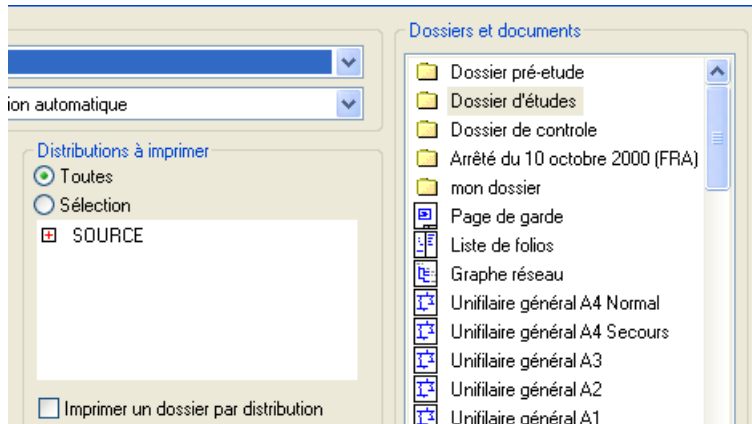 ion automatique
Distributions à imprimer
Toutes
Sélection
SOURCE
Imprimer un dossier par distribution
Dossiers et documents
Dossier pré-etude
Dossier d'études
Dossier de controle
Arrêté du 10 octobre 2000 (FRA)
mon dossier
Page de garde
Liste de folios
Graphe réseau
Unifilaire général A4 Normal
Unifilaire général A4 Secours
Unifilaire général A3
Unifilaire général A2
Unifilaire général A1